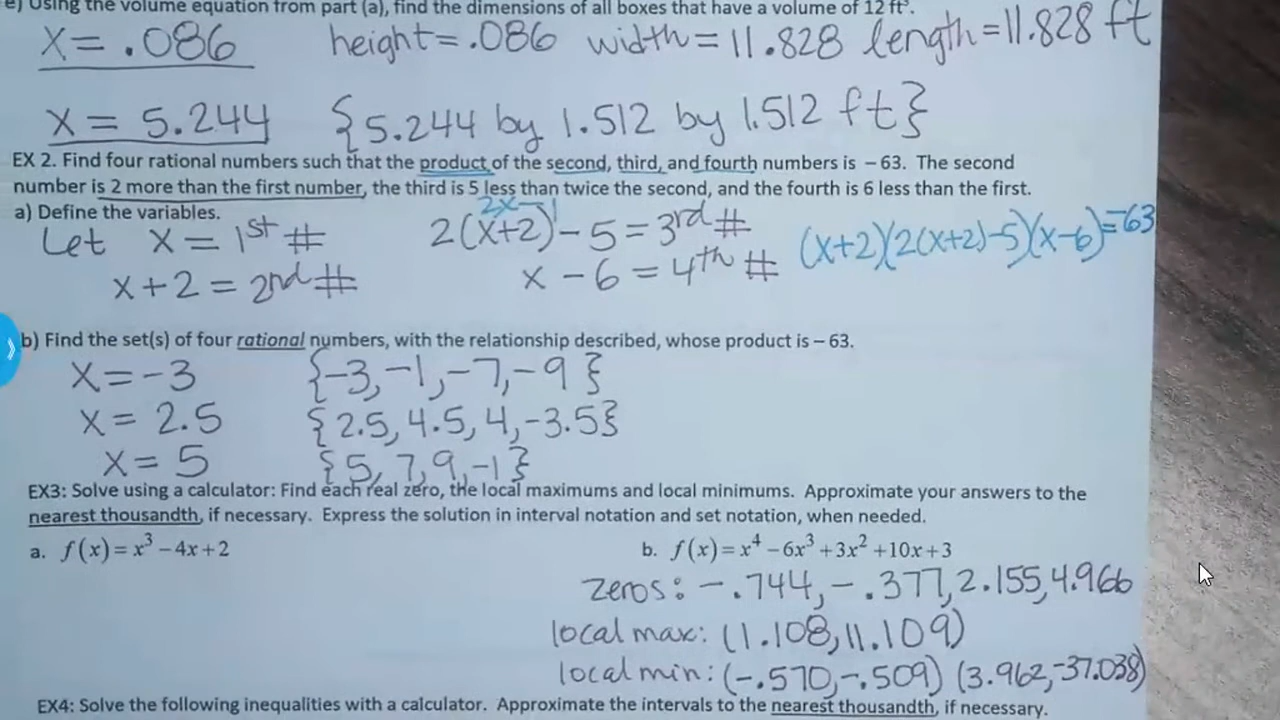 e) Using the volume equation from part (a), find the dimensions of all boxes that have a volume of 12 ft³.
x = .086 height = .086 width = 11.828 length = 11.828 ft
x = 5.244 {5.244 by 1.512 by 1.512 ft}
EX 2. Find four rational numbers such that the product of the second, third, and fourth numbers is – 63. The second
number is 2 more than the first number, the third is 5 less than twice the second, and the fourth is 6 less than the first.
a) Define the variables.
2x-1
Let x = 1st # 2(x+2)-5 = 3rd # (x+2)(2(x+2)-5)(x-6)=-63
x+2 = 2nd # x - 6 = 4th #
b) Find the set(s) of four rational numbers, with the relationship described, whose product is – 63.
x = -3 {-3, -1, -7, -9}
x = 2.5 {2.5, 4.5, 4, -3.5}
x = 5 {5, 7, 9, -1}
EX3: Solve using a calculator: Find each real zero, the local maximums and local minimums. Approximate your answers to the
nearest thousandth, if necessary. Express the solution in interval notation and set notation, when needed.
a. f(x) = x³ – 4x + 2 b. f(x) = x⁴ – 6x³ + 3x² + 10x + 3
zeros: -.744, -.377, 2.155, 4.966
local max: (1.108, 11.109)
local min: (-.570, -.509) (3.962, -37.038)
EX4: Solve the following inequalities with a calculator. Approximate the intervals to the nearest thousandth, if necessary.